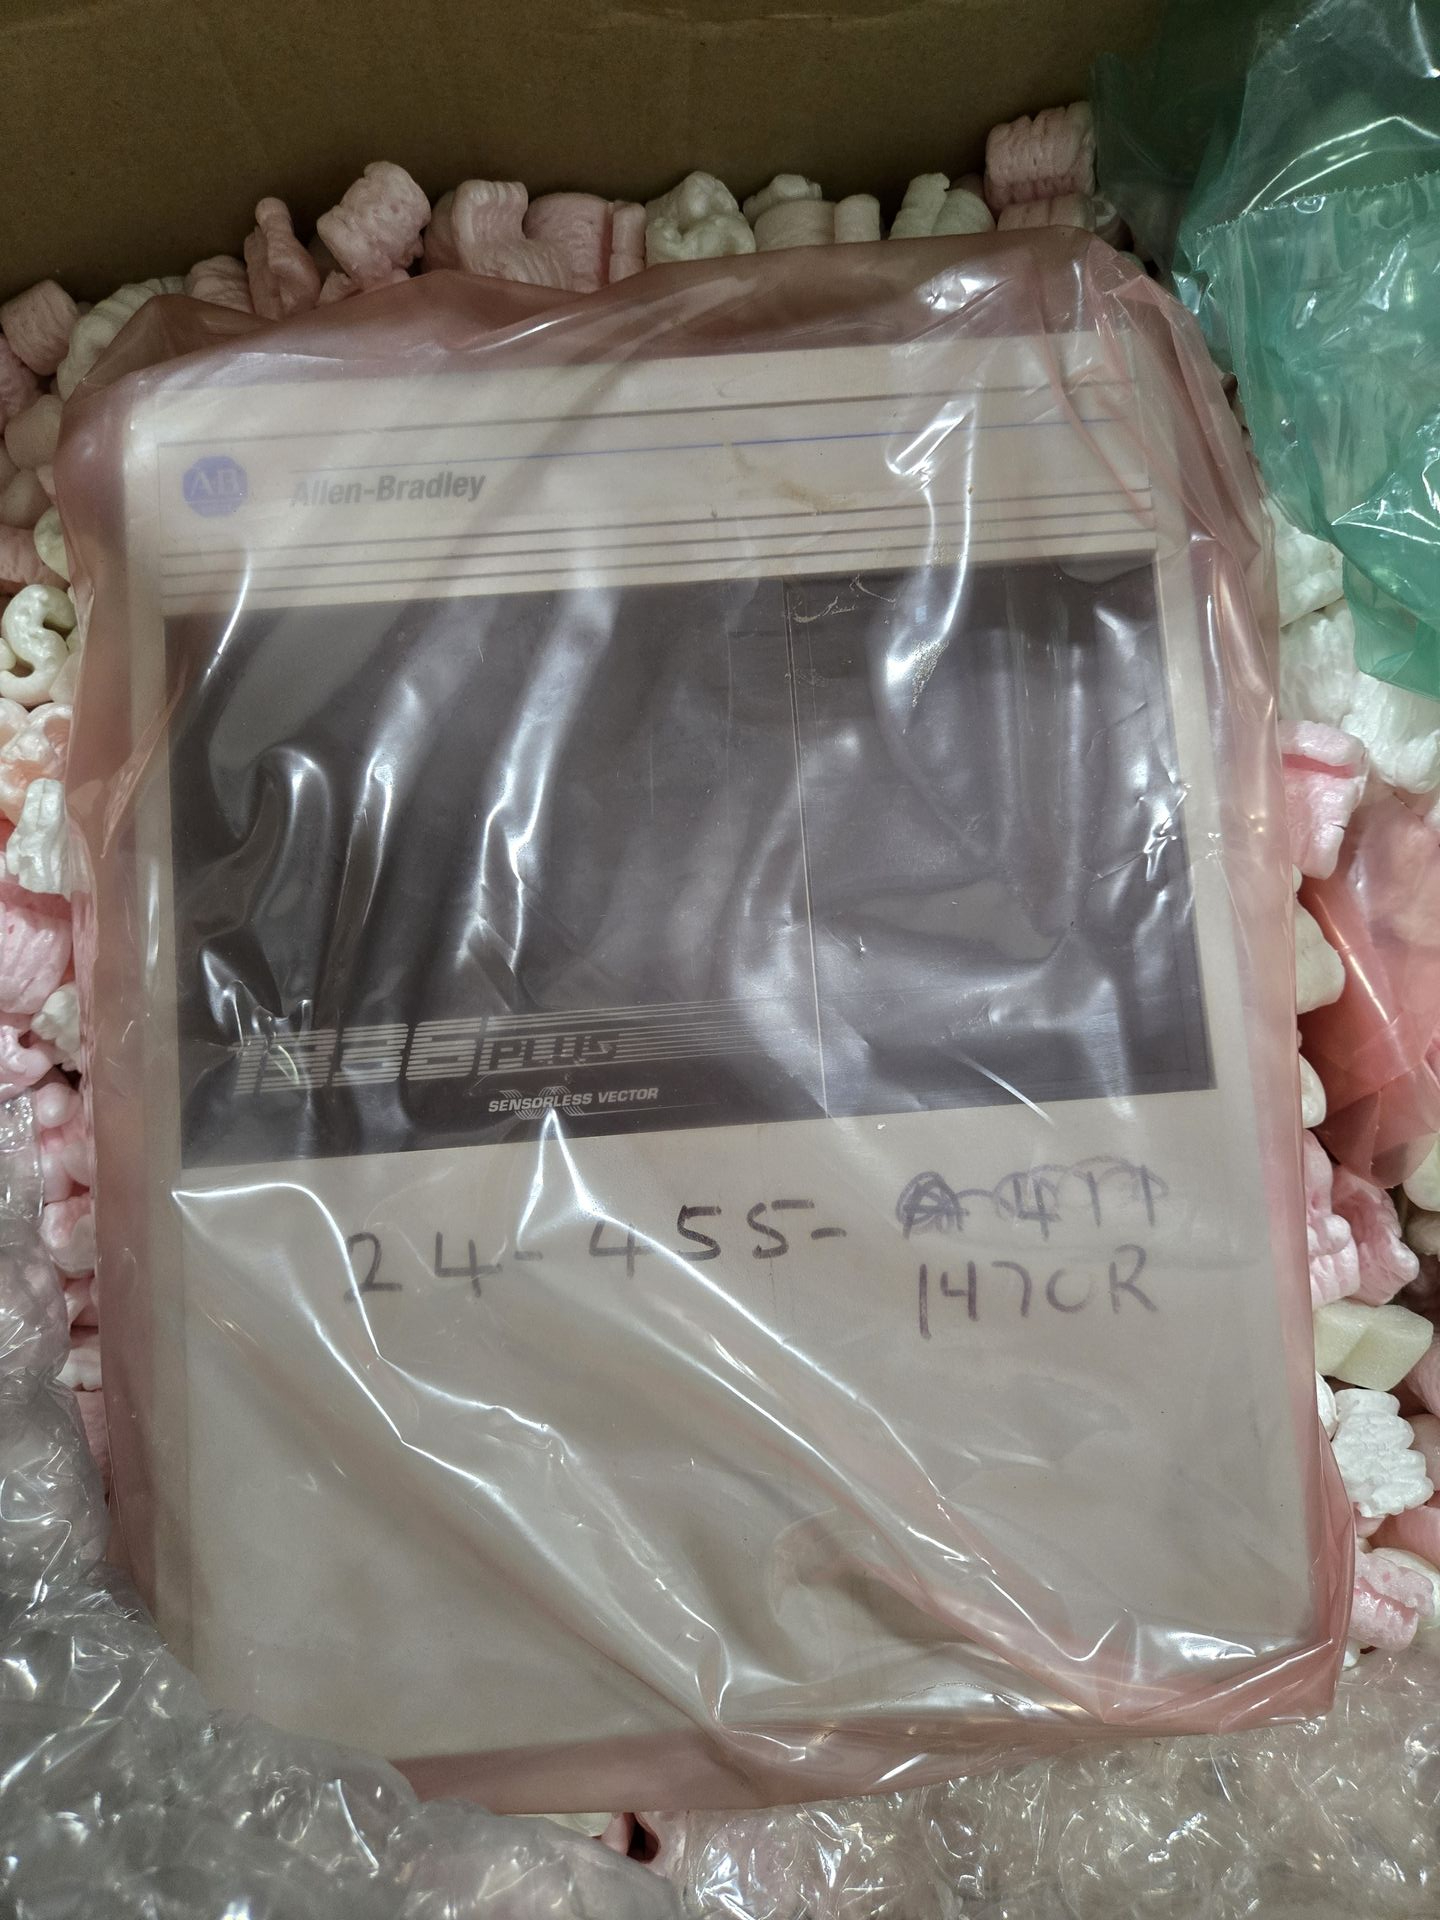 A-B
Allen-Bradley
1336 PLUS
SENSORLESS VECTOR
24-455-
1470R